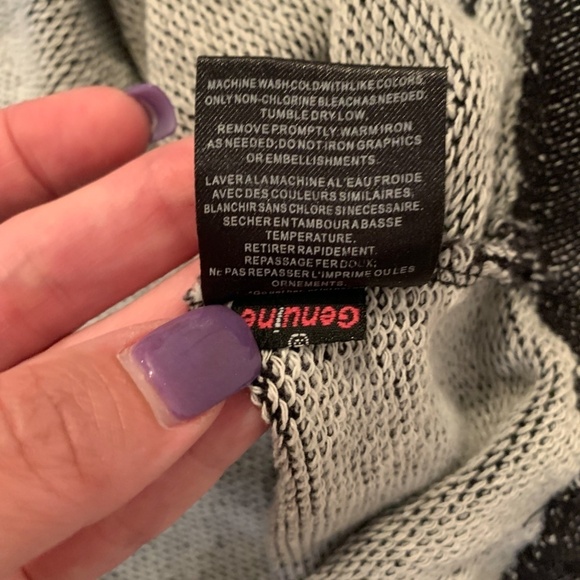 MACHINE WASH COLD WITH LIKE COLORS.
ONLY NON-CHLORINE BLEACH AS NEEDED.
TUMBLE DRY LOW.
REMOVE PROMPTLY. WARM IRON
AS NEEDED; DO NOT IRON GRAPHICS
OR EMBELLISHMENTS.
LAVER A LA MACHINE A L'EAU FROIDE
AVEC DES COULEURS SIMILAIRES.
BLANCHIR SANS CHLORE SI NECESSAIRE.
SECHER EN TAMBOUR A BASSE
TEMPERATURE.
RETIRER RAPIDEMENT.
REPASSAGE FER DOUX;
NE PAS REPASSER L'IMPRIME OU LES
ORNEMENTS.
Genuine
®